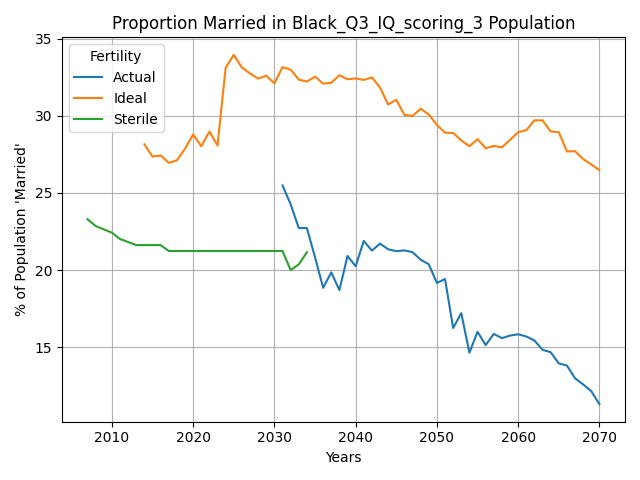 Proportion Married in Black_Q3_IQ_scoring_3 Population
35
30
25
20
15
% of Population 'Married'
Fertility
Actual
Ideal
Sterile
2010 2020 2030 2040 2050 2060 2070
Years